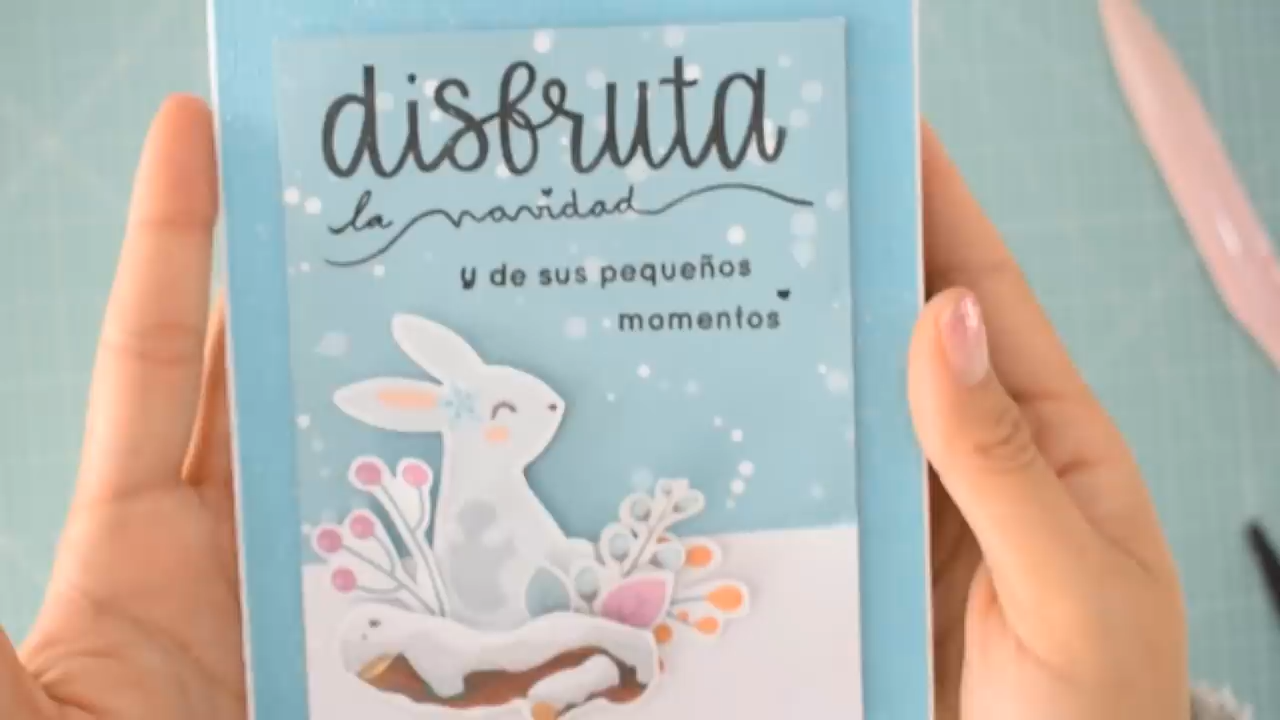 disfruta
la navidad
y de sus pequeños
momentos